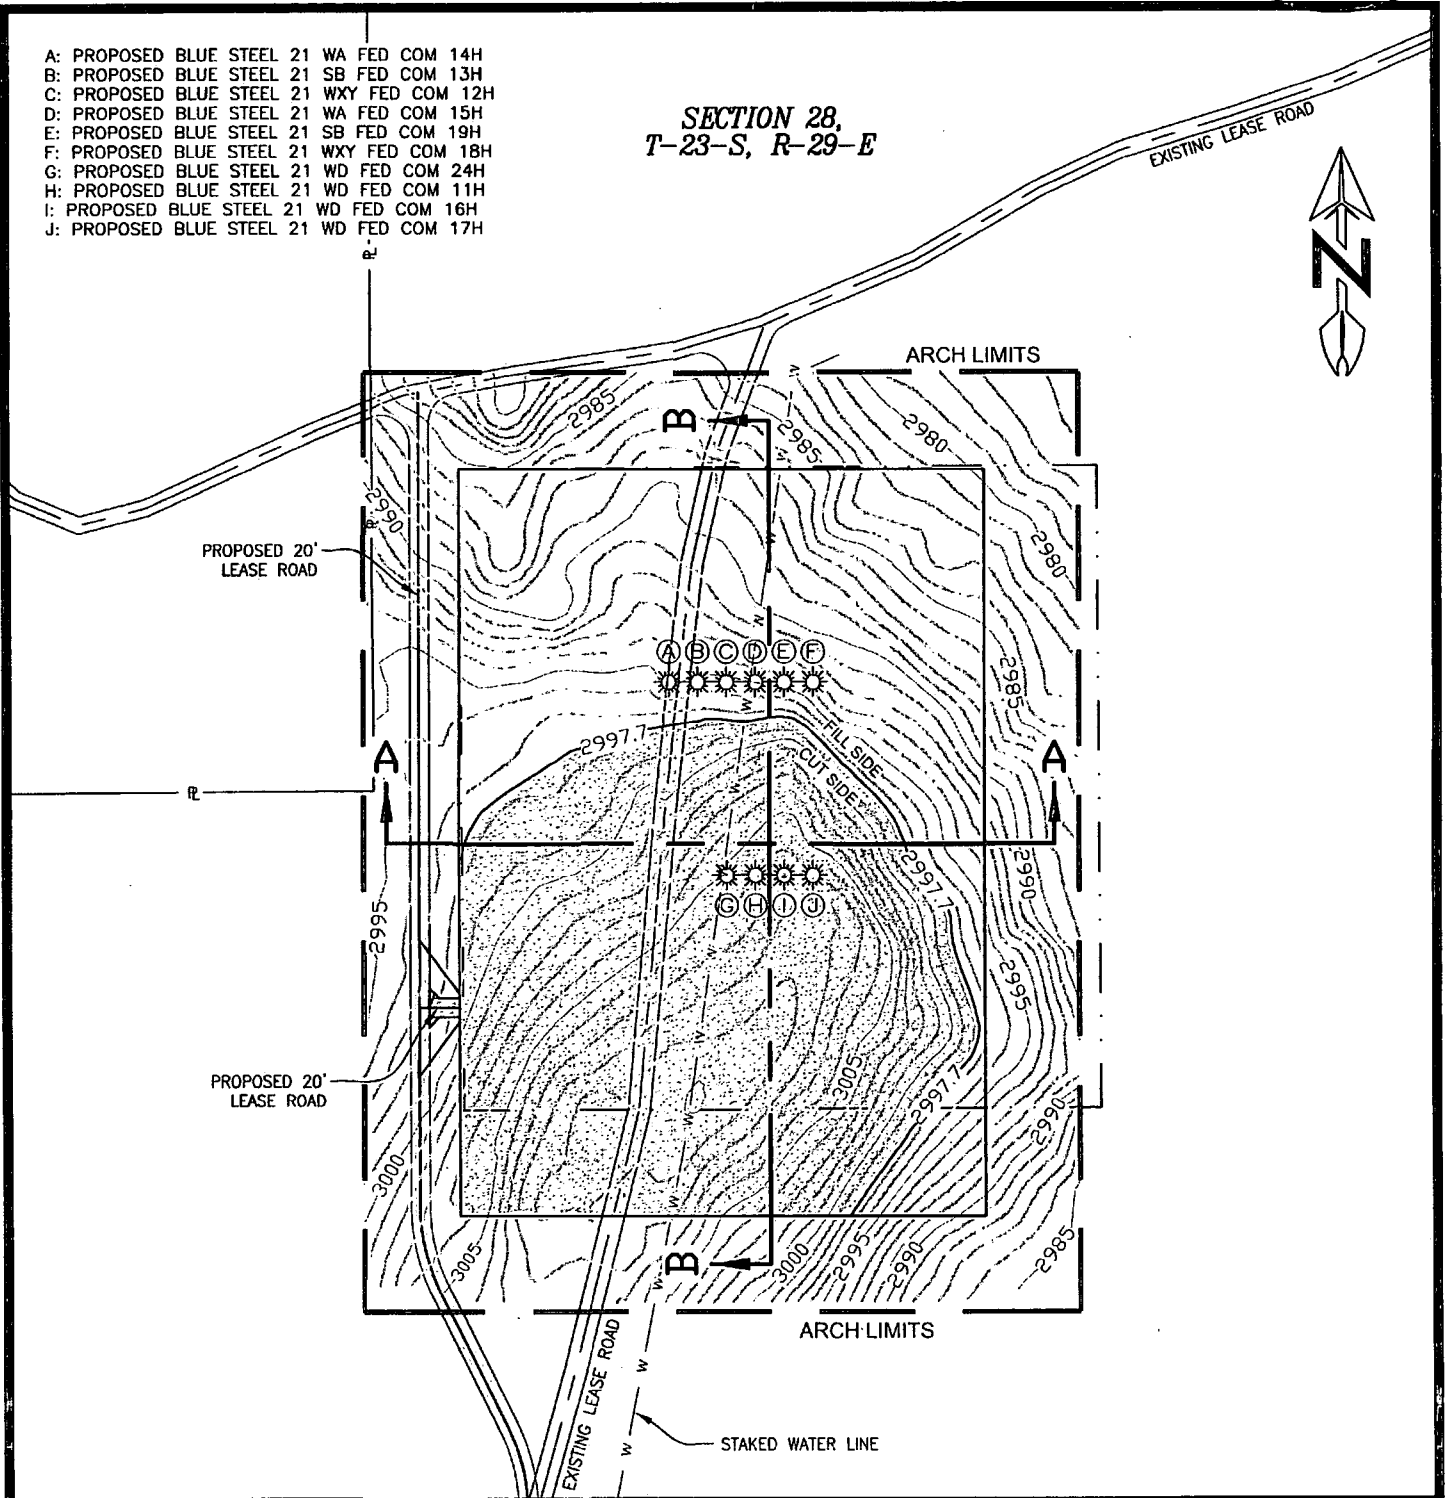 A: PROPOSED BLUE STEEL 21 WA FED COM 14H
B: PROPOSED BLUE STEEL 21 SB FED COM 13H
C: PROPOSED BLUE STEEL 21 WXY FED COM 12H
D: PROPOSED BLUE STEEL 21 WA FED COM 15H
E: PROPOSED BLUE STEEL 21 SB FED COM 19H
F: PROPOSED BLUE STEEL 21 WXY FED COM 18H
G: PROPOSED BLUE STEEL 21 WD FED COM 24H
H: PROPOSED BLUE STEEL 21 WD FED COM 11H
I: PROPOSED BLUE STEEL 21 WD FED COM 16H
J: PROPOSED BLUE STEEL 21 WD FED COM 17H
SECTION 28,
T-23-S, R-29-E
EXISTING LEASE ROAD
N
PL
ARCH LIMITS
W
2985
B
2985
2980
2990
PL
PROPOSED 20'
LEASE ROAD
W
2980
W
A B C D E F
2985
W
2997.7
FILL SIDE
CUT SIDE
A
A
PL
W
2997.7
2990
G H I J
2995
W
2995
W
3005
2997.7
PROPOSED 20'
LEASE ROAD
W
2990
3000
W
3005
B
W
3000
2995
2990
2985
ARCH LIMITS
EXISTING LEASE ROAD
W
STAKED WATER LINE
W